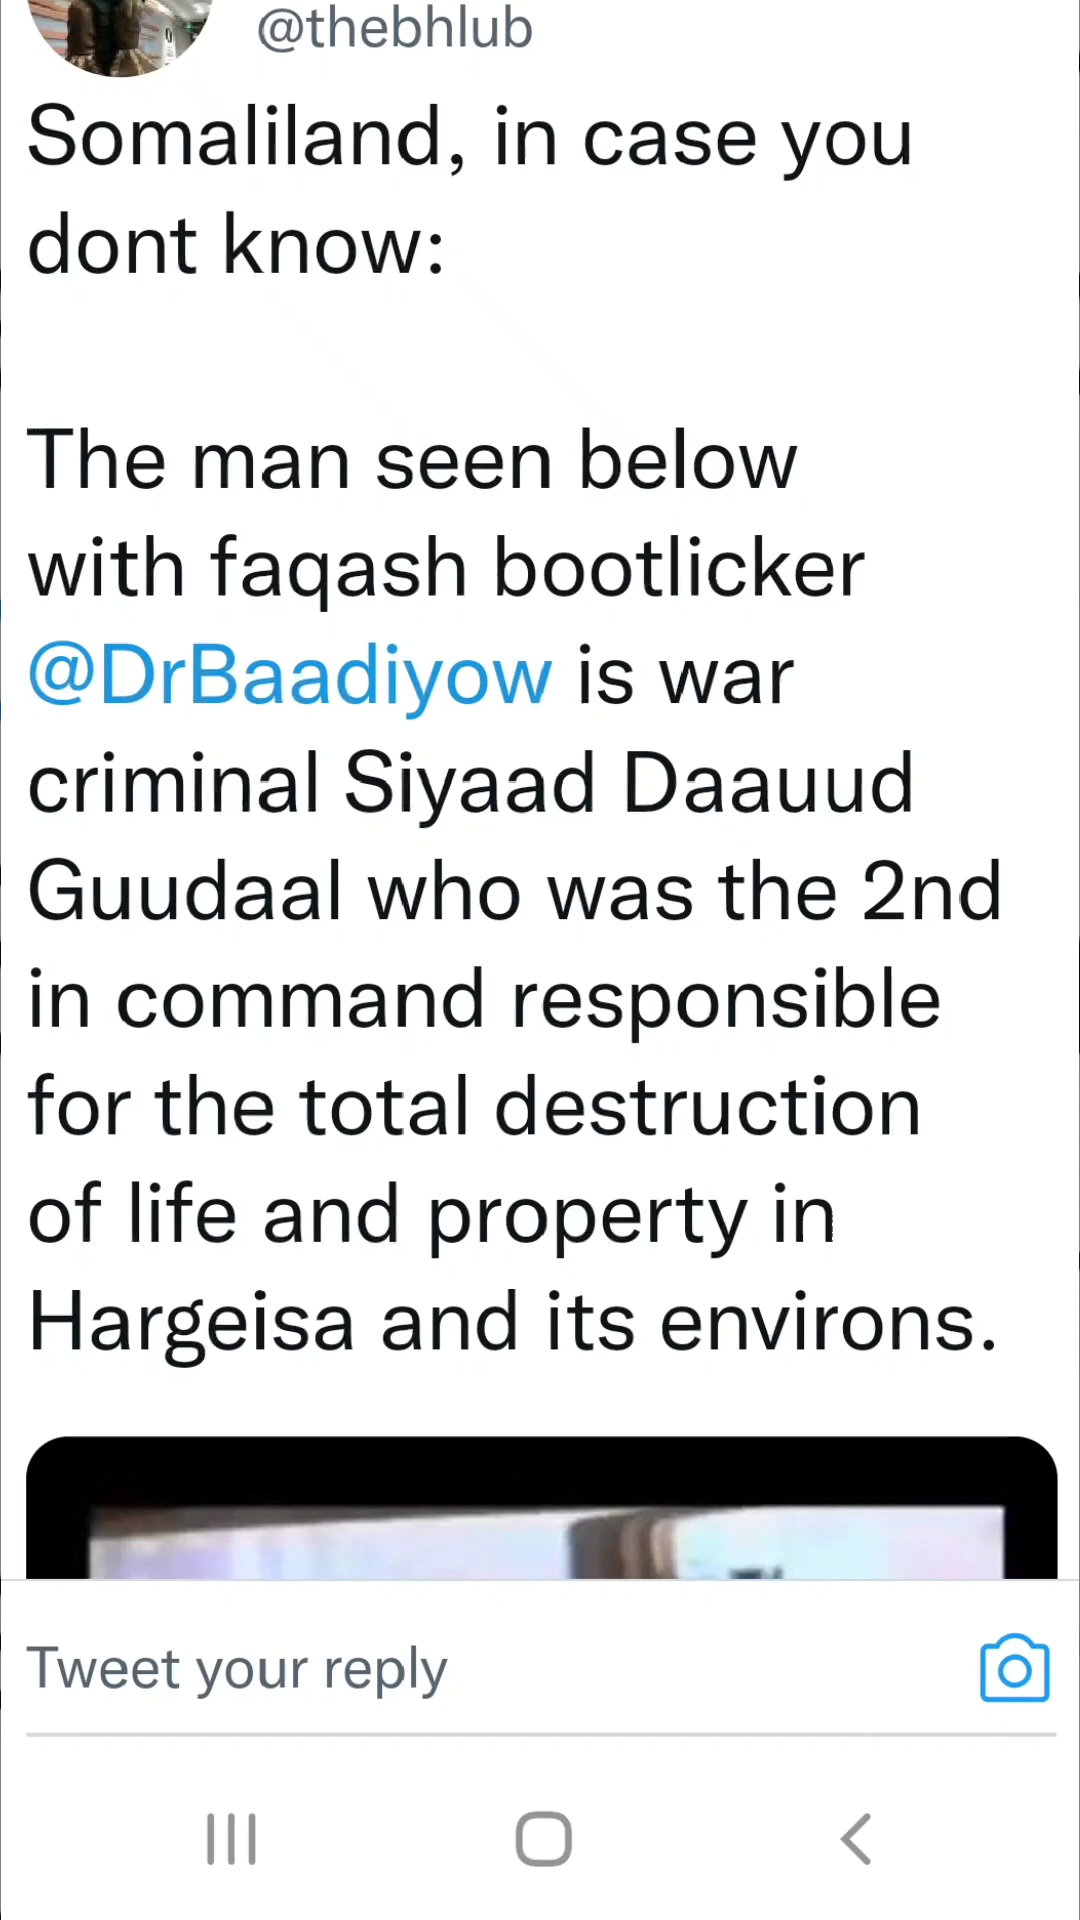 @thebhlub
Somaliland, in case you
dont know:
The man seen below
with faqash bootlicker
@DrBaadiyow is war
criminal Siyaad Daauud
Guudaal who was the 2nd
in command responsible
for the total destruction
of life and property in
Hargeisa and its environs.
Tweet your reply